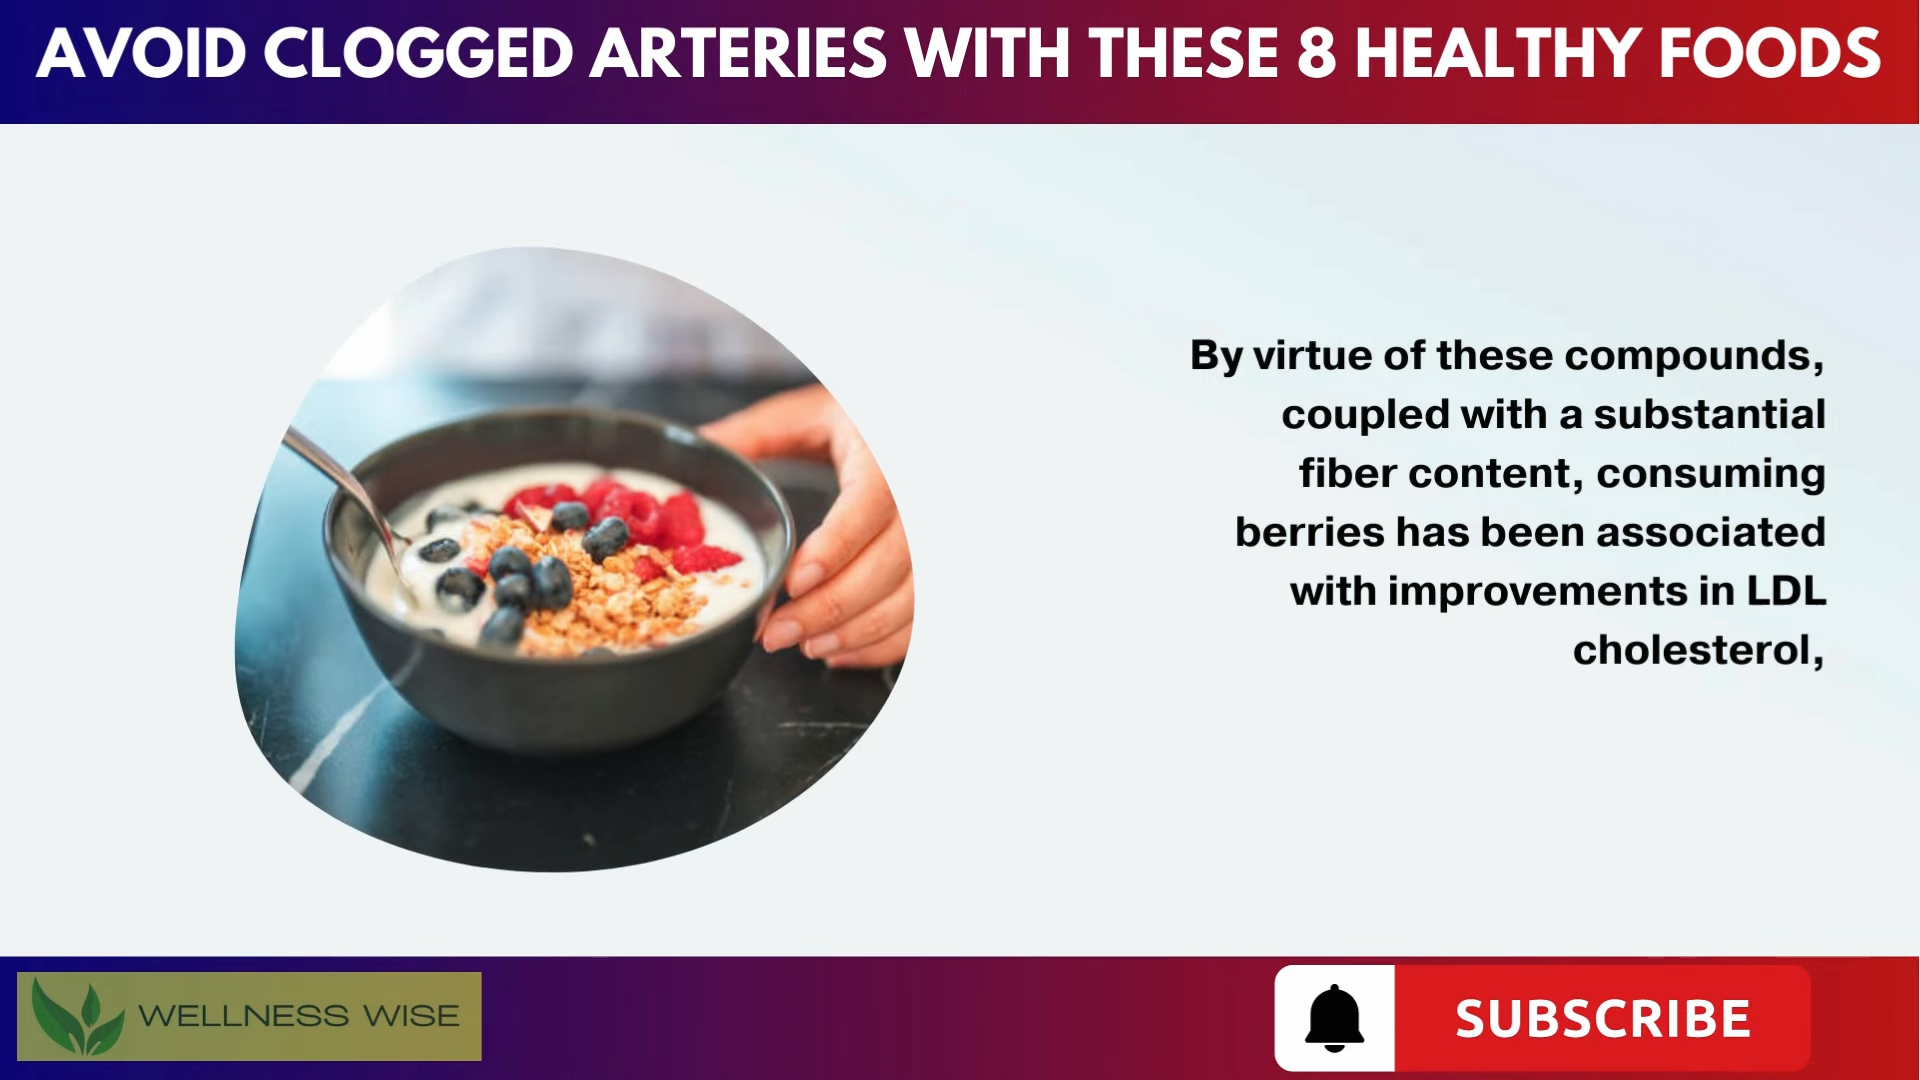 AVOID CLOGGED ARTERIES WITH THESE 8 HEALTHY FOODS
By virtue of these compounds,
coupled with a substantial
fiber content, consuming
berries has been associated
with improvements in LDL
cholesterol,
WELLNESS WISE
SUBSCRIBE